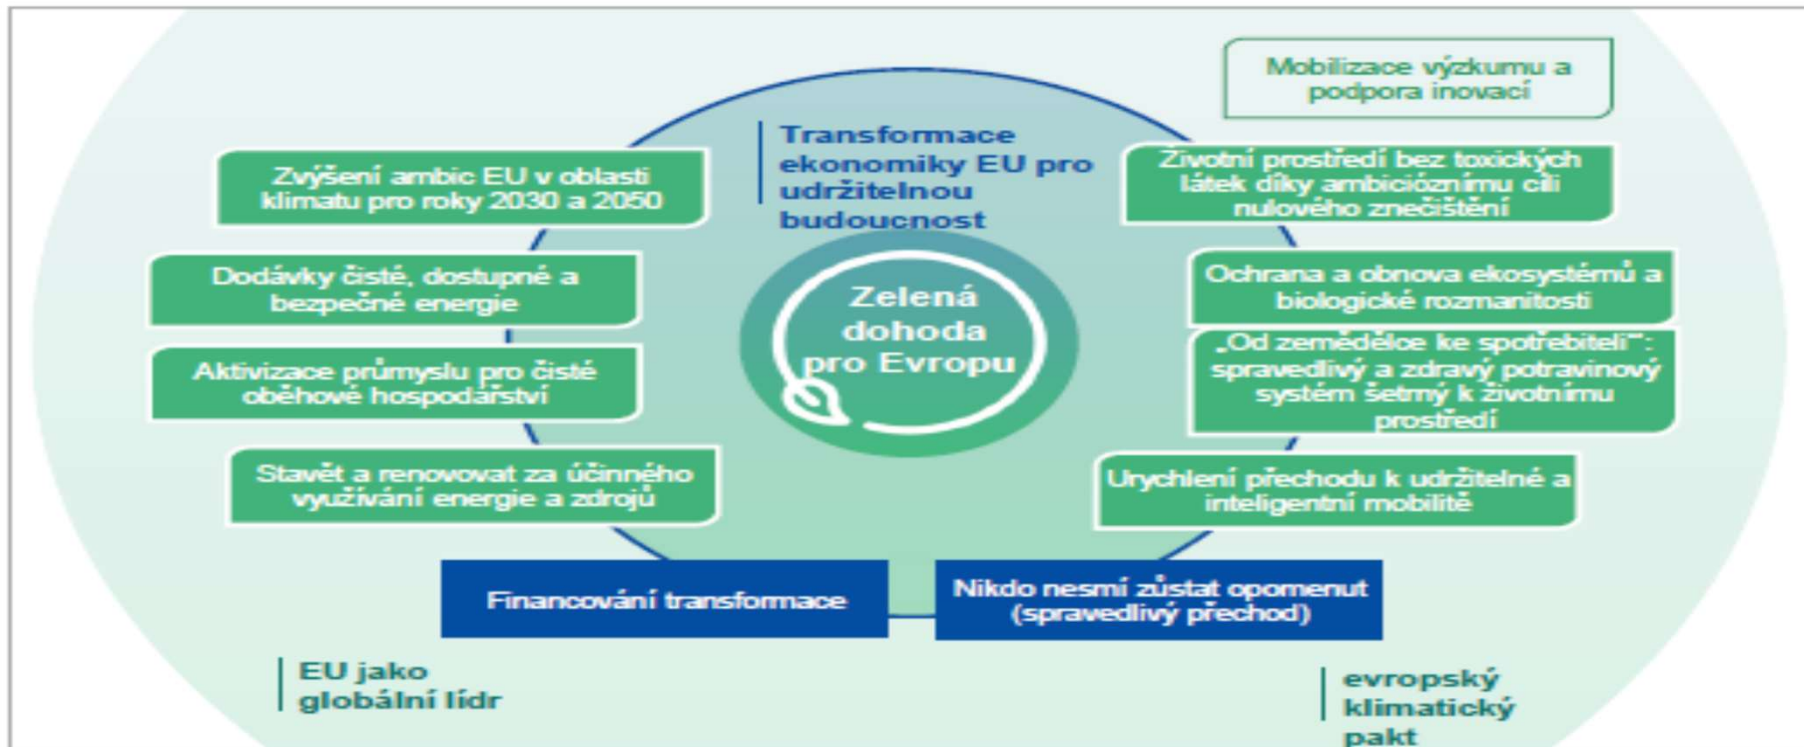 Mobilizace výzkumu a
podpora inovací
Transformace
ekonomiky EU pro
udržitelnou
budoucnost
Zvýšení ambic EU v oblasti
klimatu pro roky 2030 a 2050
Životní prostředí bez toxických
látek díky ambicióznímu cíli
nulového znečištění
Dodávky čisté, dostupné a
bezpečné energie
Ochrana a obnova ekosystémů a
biologické rozmanitosti
Zelená
dohoda
pro Evropu
Aktivizace průmyslu pro čisté
oběhové hospodářství
„Od zemědělce ke spotřebiteli“:
spravedlivý a zdravý potravinový
systém šetrný k životnímu
prostředí
Stavět a renovovat za účinného
využívání energie a zdrojů
Urychlení přechodu k udržitelné a
inteligentní mobilitě
Financování transformace
Nikdo nesmí zůstat opomenut
(spravedlivý přechod)
EU jako
globální lídr
evropský
klimatický
pakt